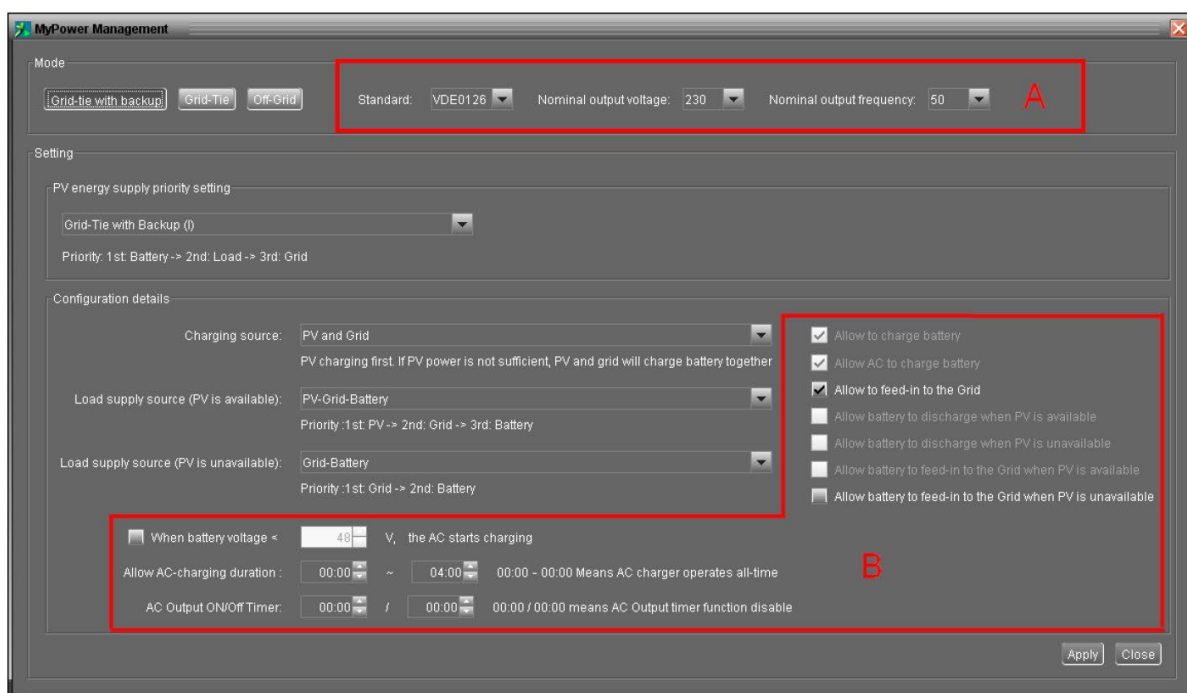 MyPower Management
Mode
Grid-tie with backup Grid-Tie Off-Grid Standard: VDE0126 Nominal output voltage: 230 Nominal output frequency: 50 A
Setting
PV energy supply priority setting
Grid-Tie with Backup (I)
Priority: 1st: Battery -> 2nd: Load -> 3rd: Grid
Configuration details
Charging source: PV and Grid
PV charging first. If PV power is not sufficient, PV and grid will charge battery together
Load supply source (PV is available): PV-Grid-Battery
Priority :1st: PV -> 2nd: Grid -> 3rd: Battery
Load supply source (PV is unavailable): Grid-Battery
Priority :1st: Grid -> 2nd: Battery
Allow to charge battery
Allow AC to charge battery
Allow to feed-in to the Grid
Allow battery to discharge when PV is available
Allow battery to discharge when PV is unavailable
Allow battery to feed-in to the Grid when PV is available
Allow battery to feed-in to the Grid when PV is unavailable
When battery voltage < 48 V, the AC starts charging
Allow AC-charging duration : 00:00 ~ 04:00 00:00 - 00:00 Means AC charger operates all-time
B
AC Output ON/Off Timer: 00:00 / 00:00 00:00 / 00:00 means AC Output timer function disable
Apply Close